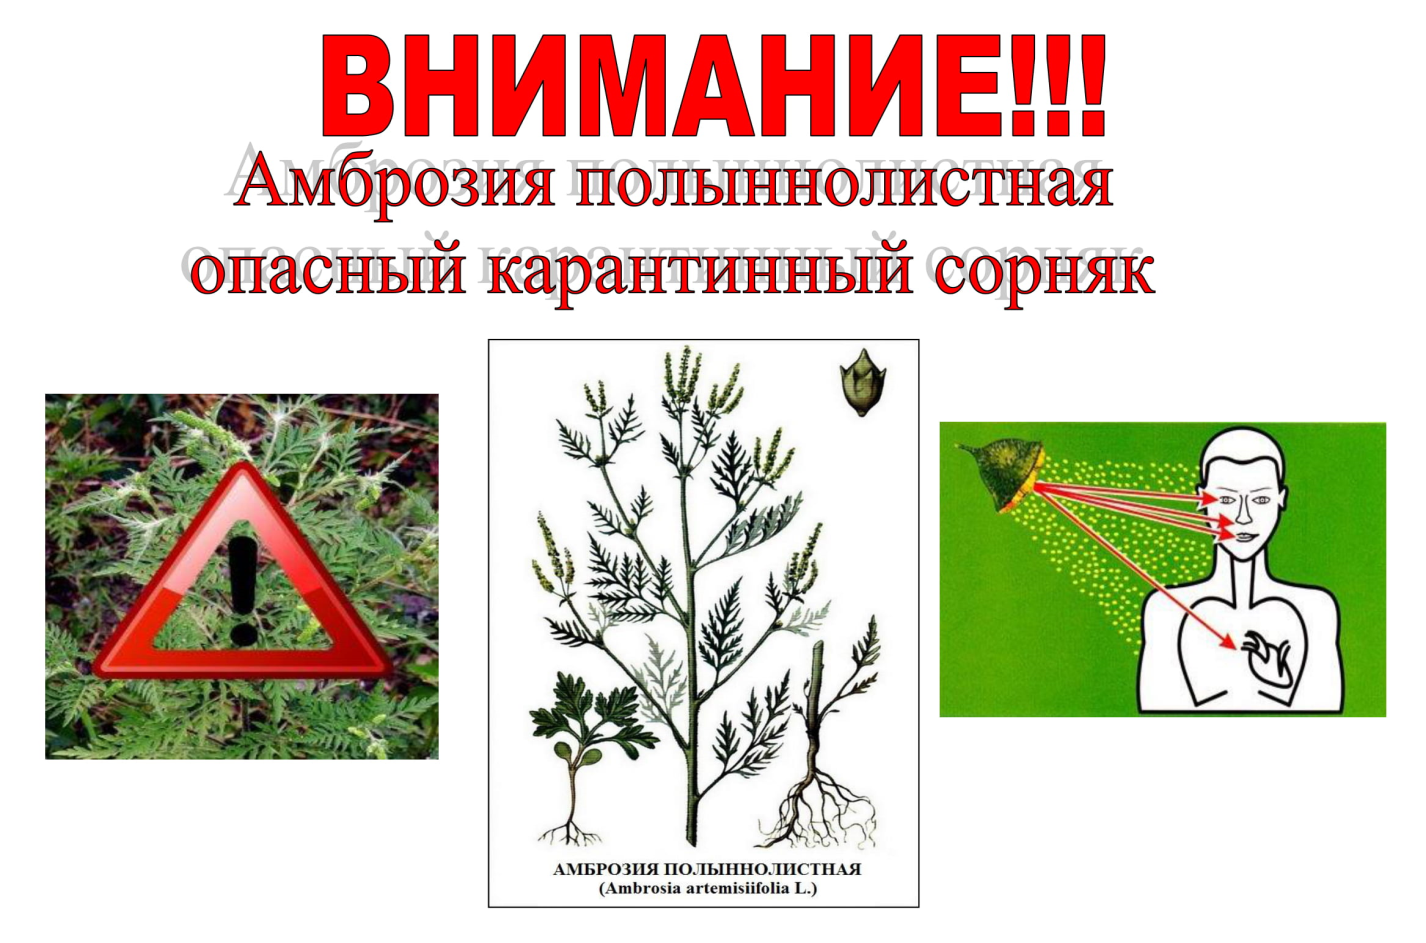 ВНИМАНИЕ!!!
Амброзия полыннолистная
опасный карантинный сорняк
АМБРОЗИЯ ПОЛЫННОЛИСТНАЯ
(Ambrosia artemisiifolia L.)